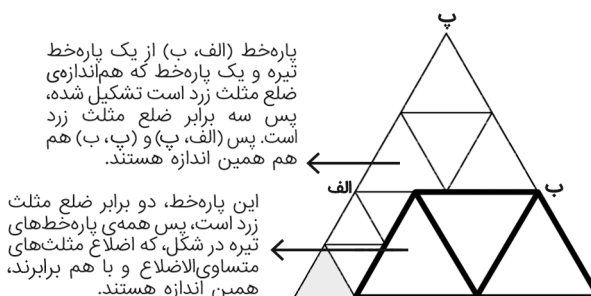 پ
پاره‌خط (الف، ب) از یک پاره‌خط
تیره و یک پاره‌خط که هم‌اندازه‌ی
ضلع مثلث زرد است تشکیل شده،
پس سه برابر ضلع مثلث زرد
است. پس (الف، پ) و (پ، ب) هم
هم همین اندازه هستند.
الف
ب
این پاره‌خط، دو برابر ضلع مثلث
زرد است، پس همه‌ی پاره‌خط‌های
تیره در شکل، که اضلاع مثلث‌های
متساوی‌الاضلاع و با هم برابرند،
همین اندازه هستند.